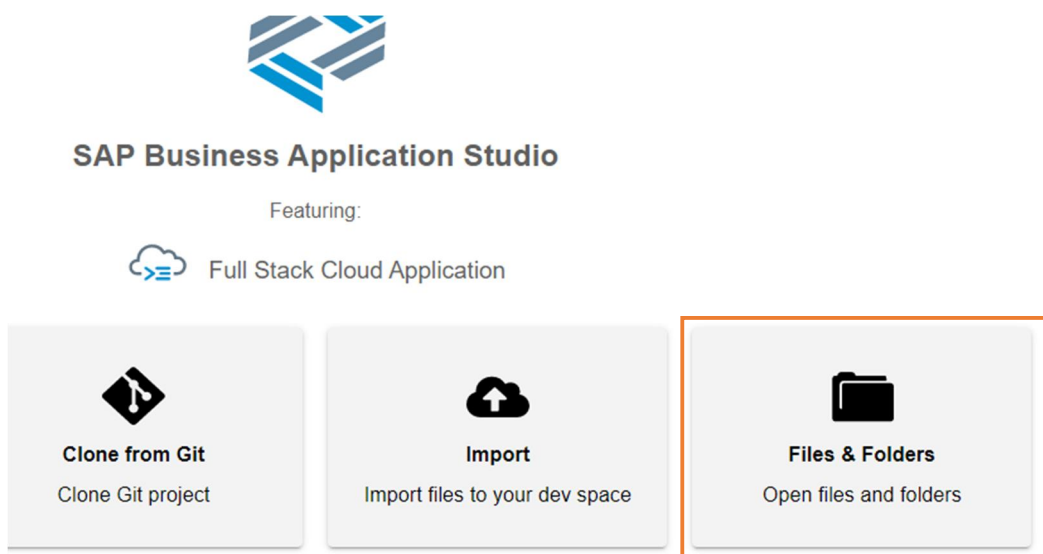 SAP Business Application Studio
Featuring:
Full Stack Cloud Application
Clone from Git
Clone Git project
Import
Import files to your dev space
Files & Folders
Open files and folders